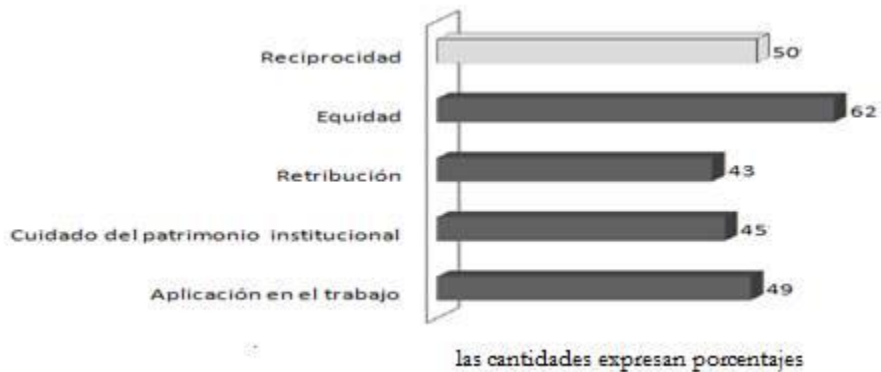 Reciprocidad 50
Equidad 62
Retribución 43
Cuidado del patrimonio institucional 45
Aplicación en el trabajo 49
las cantidades expresan porcentajes